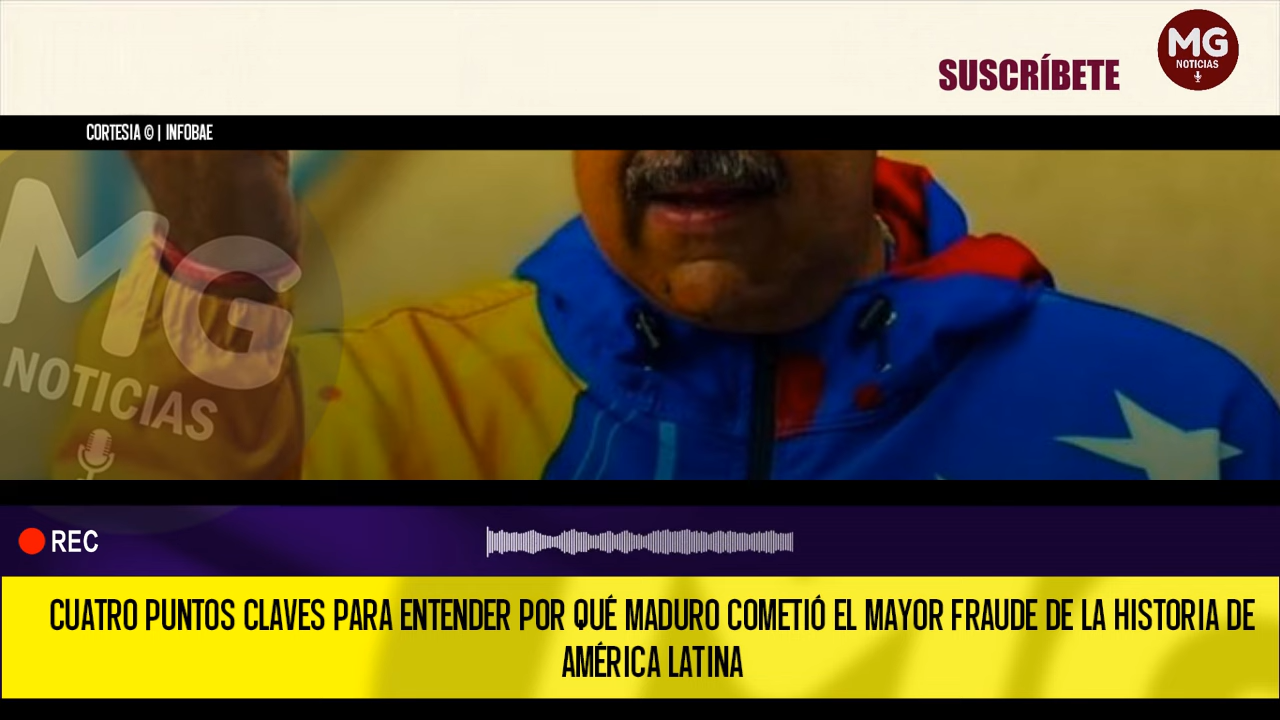 SUSCRÍBETE
MG
NOTICIAS
CORTESIA © | INFOBAE
MG
NOTICIAS
REC
CUATRO PUNTOS CLAVES PARA ENTENDER POR QUÉ MADURO COMETIÓ EL MAYOR FRAUDE DE LA HISTORIA DE
AMÉRICA LATINA